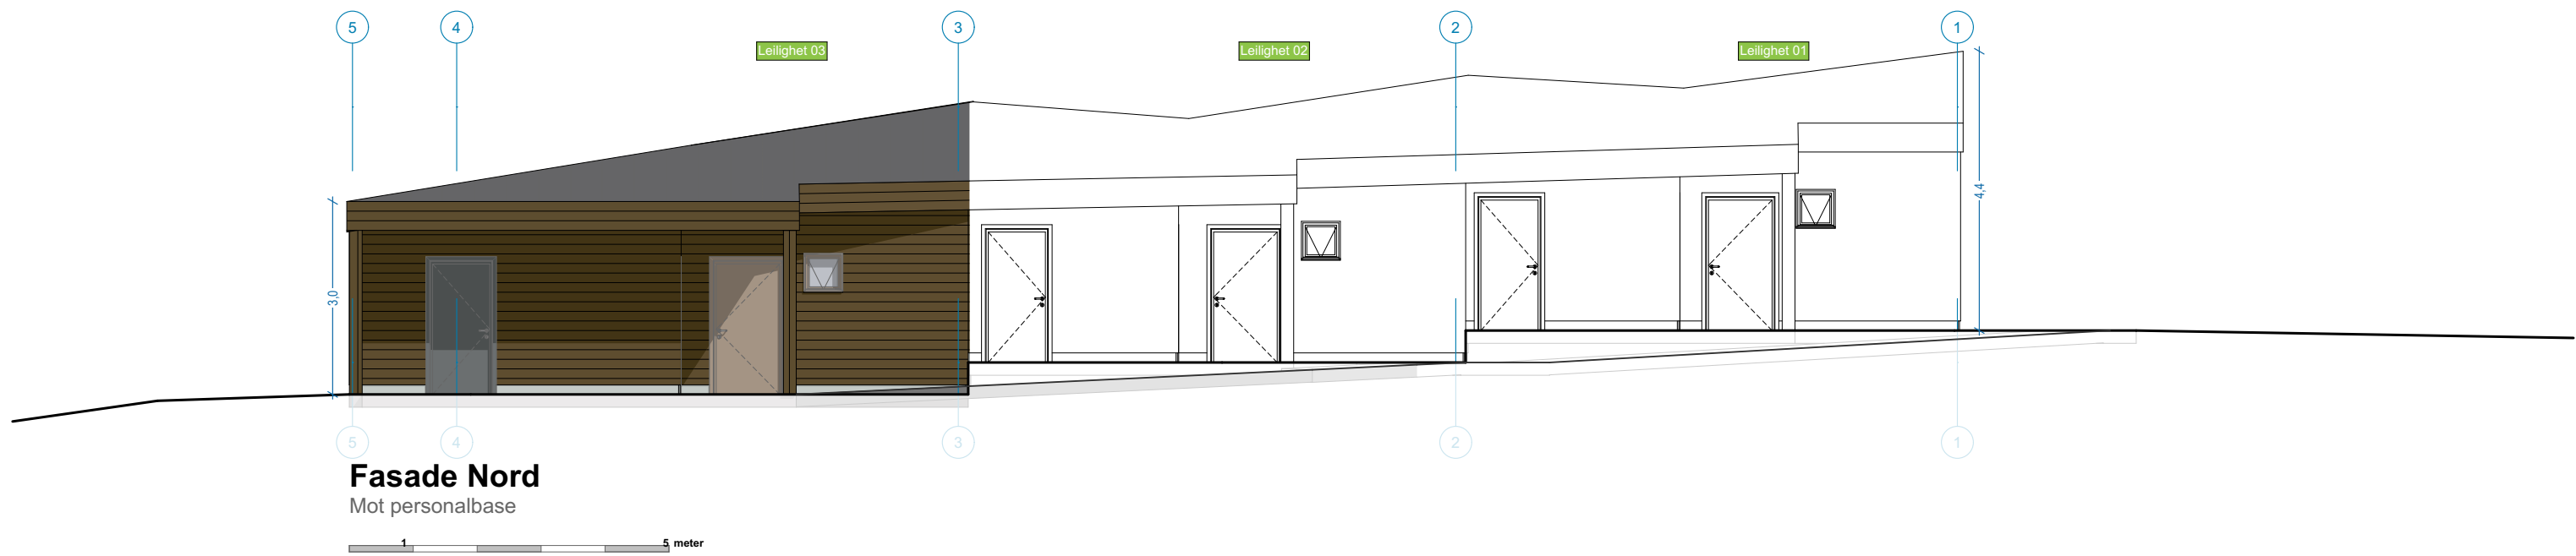 5 4 3 2 1
Leilighet 03 Leilighet 02 Leilighet 01
4,4
3,0
5 4 3 2 1
Fasade Nord
Mot personalbase
1 5 meter